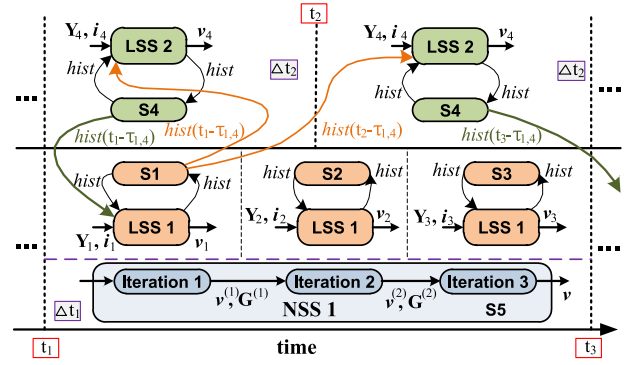 t₂
Y₄, i₄ LSS 2 v₄ Y₄, i₄ LSS 2 v₄
hist hist Δt₂ hist hist Δt₂
... S4 S4 ...
hist(t₁-τ₁,₄) hist(t₁-τ₁,₄) hist(t₂-τ₁,₄) hist(t₃-τ₁,₄)
S1 S2 S3
hist hist hist hist hist hist
... Y₁, i₁ LSS 1 v₁ Y₂, i₂ LSS 1 v₂ Y₃, i₃ LSS 1 v₃ ...
Iteration 1 Iteration 2 Iteration 3
Δt₁ v⁽¹⁾, G⁽¹⁾ v⁽²⁾, G⁽²⁾ v
NSS 1 S5
t₁ time t₃